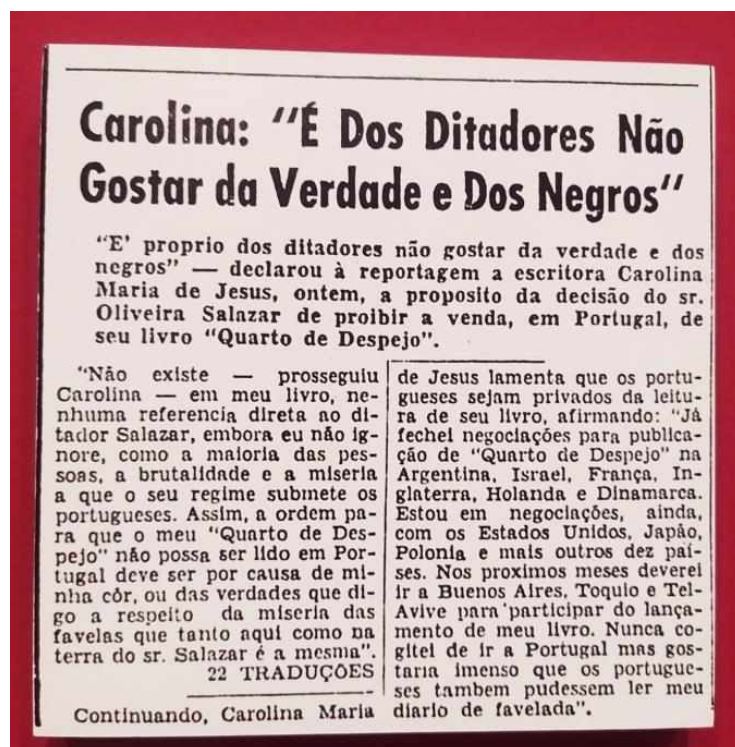 Carolina: "É Dos Ditadores Não
Gostar da Verdade e Dos Negros"
"E' proprio dos ditadores não gostar da verdade e dos
negros" — declarou à reportagem a escritora Carolina
Maria de Jesus, ontem, a proposito da decisão do sr.
Oliveira Salazar de proibir a venda, em Portugal, de
seu livro "Quarto de Despejo".
"Não existe — prosseguiu
Carolina — em meu livro, ne-
nhuma referencia direta ao di-
tador Salazar, embora eu não ig-
nore, como a maioria das pes-
soas, a brutalidade e a miseria
a que o seu regime submete os
portugueses. Assim, a ordem pa-
ra que o meu "Quarto de Des-
pejo" não possa ser lido em Por-
tugal deve ser por causa de mi-
nha côr, ou das verdades que di-
go a respeito da miseria das
favelas que tanto aqui como na
terra do sr. Salazar é a mesma".
22 TRADUÇÕES
Continuando, Carolina Maria
de Jesus lamenta que os portu-
gueses sejam privados da leitu-
ra de seu livro, afirmando: "Já
fechei negociações para publica-
ção de "Quarto de Despejo" na
Argentina, Israel, França, In-
glaterra, Holanda e Dinamarca.
Estou em negociações, ainda,
com os Estados Unidos, Japão,
Polonia e mais outros dez paí-
ses. Nos proximos meses deverei
ir a Buenos Aires, Toquio e Tel-
Avive para participar do lança-
mento de meu livro. Nunca co-
gitei de ir a Portugal mas gos-
taria imenso que os portugue-
ses tambem pudessem ler meu
diario de favelada".